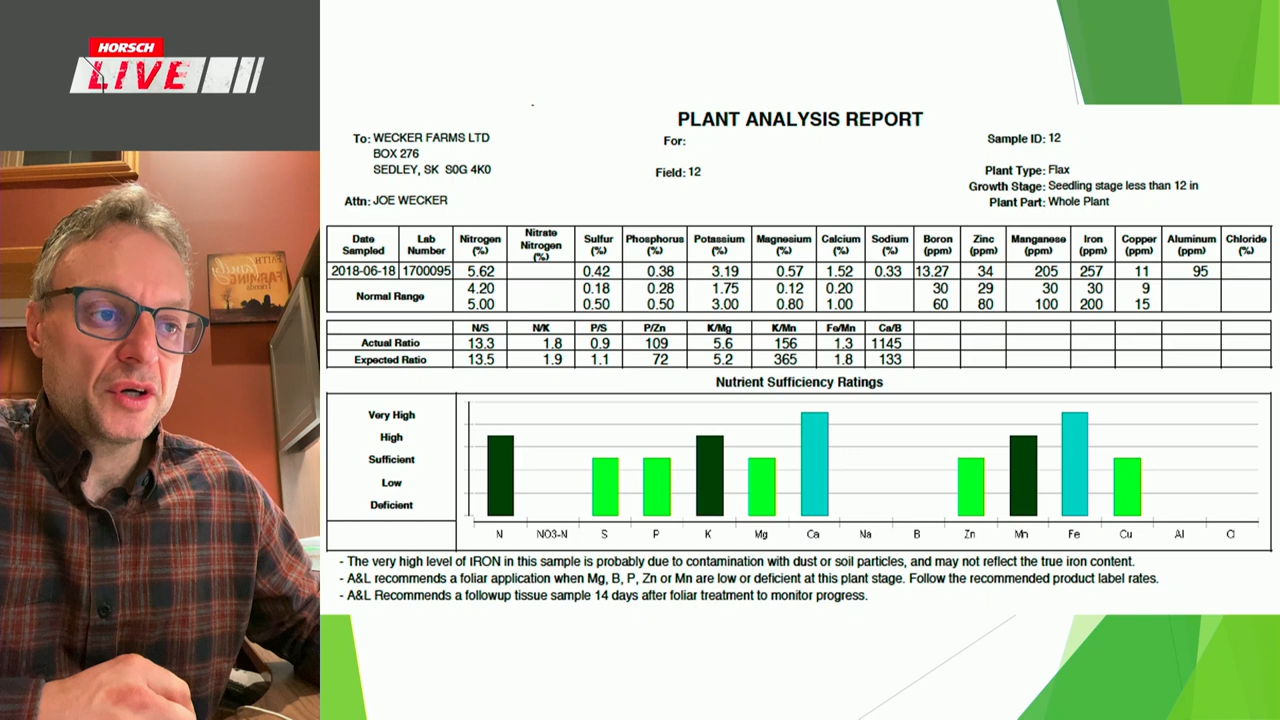 HORSCH
LIVE
FAITH
family
FARMING
friends
PLANT ANALYSIS REPORT
To: WECKER FARMS LTD
BOX 276
SEDLEY, SK S0G 4K0
Attn: JOE WECKER
For:
Field: 12
Sample ID: 12
Plant Type: Flax
Growth Stage: Seedling stage less than 12 in
Plant Part: Whole Plant
Date Sampled Lab Number Nitrogen (%) Nitrate Nitrogen (%) Sulfur (%) Phosphorus (%) Potassium (%) Magnesium (%) Calcium (%) Sodium (%) Boron (ppm) Zinc (ppm) Manganese (ppm) Iron (ppm) Copper (ppm) Aluminum (ppm) Chloride (%)
2018-06-18 1700095 5.62 0.42 0.38 3.19 0.57 1.52 0.33 13.27 34 205 257 11 95
Normal Range
4.20 0.18 0.28 1.75 0.12 0.20 30 29 30 30 9
5.00 0.50 0.50 3.00 0.80 1.00 60 80 100 200 15
N/S N/K P/S P/Zn K/Mg K/Mn Fe/Mn Ca/B
Actual Ratio 13.3 1.8 0.9 109 5.6 156 1.3 1145
Expected Ratio 13.5 1.9 1.1 72 5.2 365 1.8 133
Nutrient Sufficiency Ratings
Very High
High
Sufficient
Low
Deficient
N NO3-N S P K Mg Ca Na B Zn Mn Fe Cu Al Cl
- The very high level of IRON in this sample is probably due to contamination with dust or soil particles, and may not reflect the true iron content.
- A&L recommends a foliar application when Mg, B, P, Zn or Mn are low or deficient at this plant stage. Follow the recommended product label rates.
- A&L Recommends a followup tissue sample 14 days after foliar treatment to monitor progress.